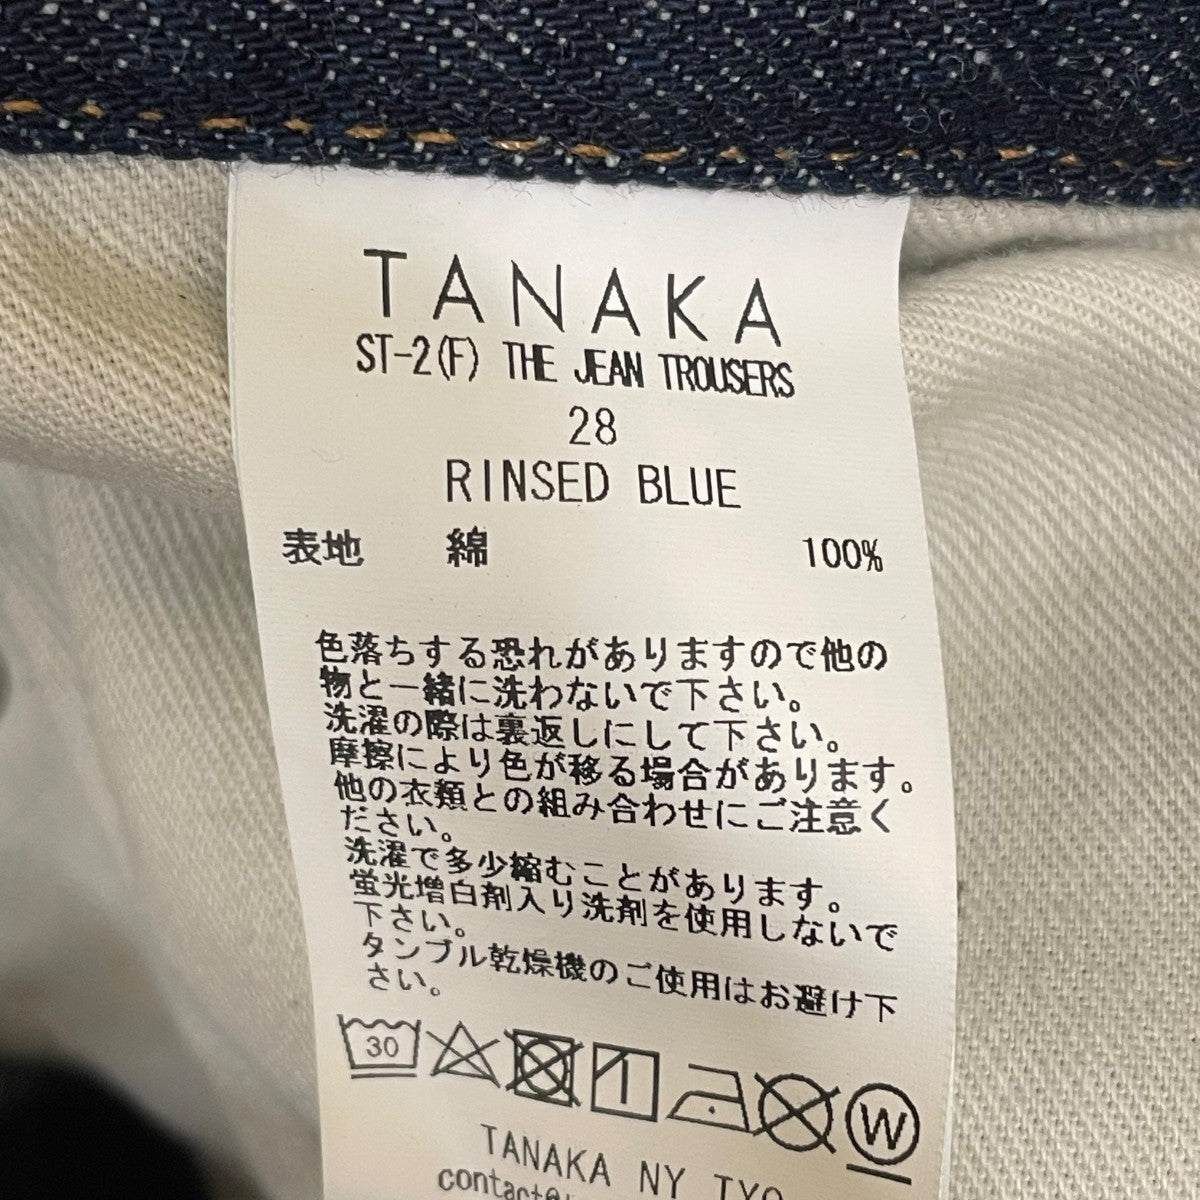 TANAKA
ST-2(F) THE JEAN TROUSERS
28
RINSED BLUE
表地 綿 100%
色落ちする恐れがありますので他の
物と一緒に洗わないで下さい。
洗濯の際は裏返しにして下さい。
摩擦により色が移る場合があります。
他の衣類との組み合わせにご注意く
ださい。
洗濯で多少縮むことがあります。
蛍光増白剤入り洗剤を使用しないで
下さい。
タンブル乾燥機のご使用はお避け下
さい。
30
W
TANAKA NY TYO